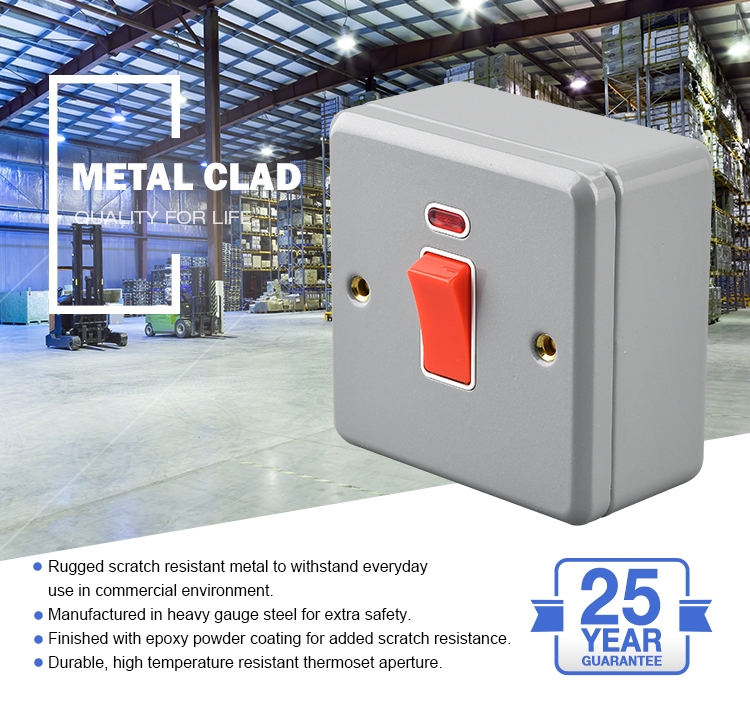 METAL CLAD
QUALITY FOR LIFE
Rugged scratch resistant metal to withstand everyday
use in commercial environment.
Manufactured in heavy gauge steel for extra safety.
Finished with epoxy powder coating for added scratch resistance.
Durable, high temperature resistant thermoset aperture.
25
YEAR
GUARANTEE